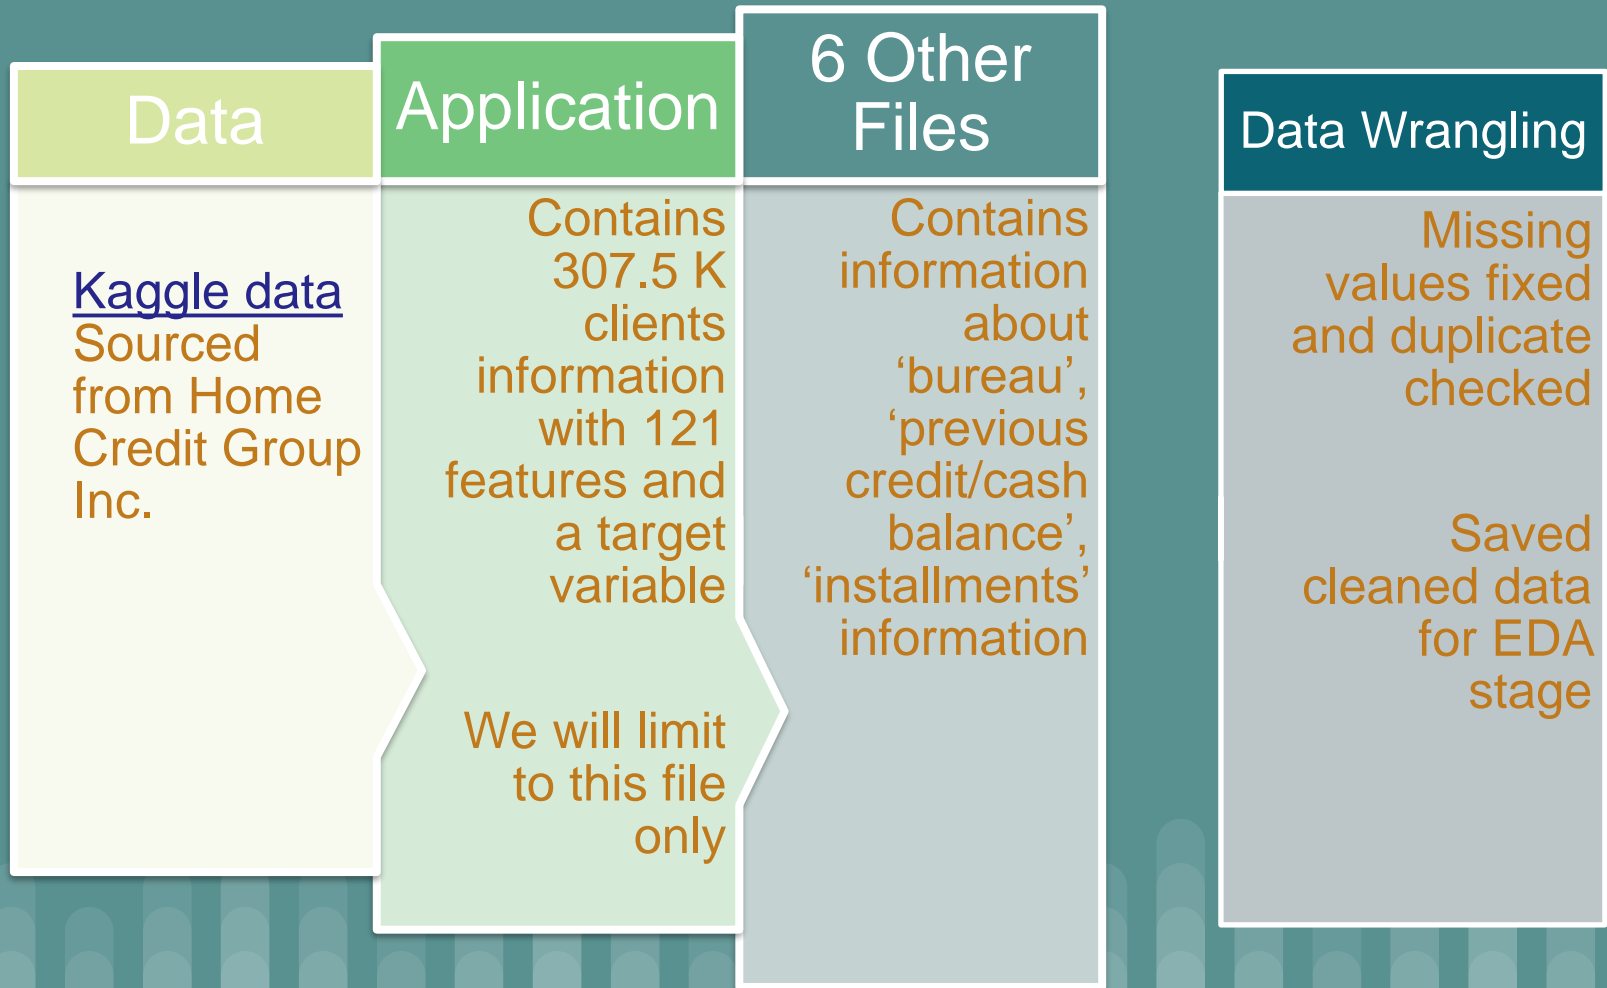 Data
Kaggle data
Sourced
from Home
Credit Group
Inc.
Application
Contains
307.5 K
clients
information
with 121
features and
a target
variable
We will limit
to this file
only
6 Other
Files
Contains
information
about
‘bureau’,
‘previous
credit/cash
balance’,
‘installments’
information
Data Wrangling
Missing
values fixed
and duplicate
checked
Saved
cleaned data
for EDA
stage